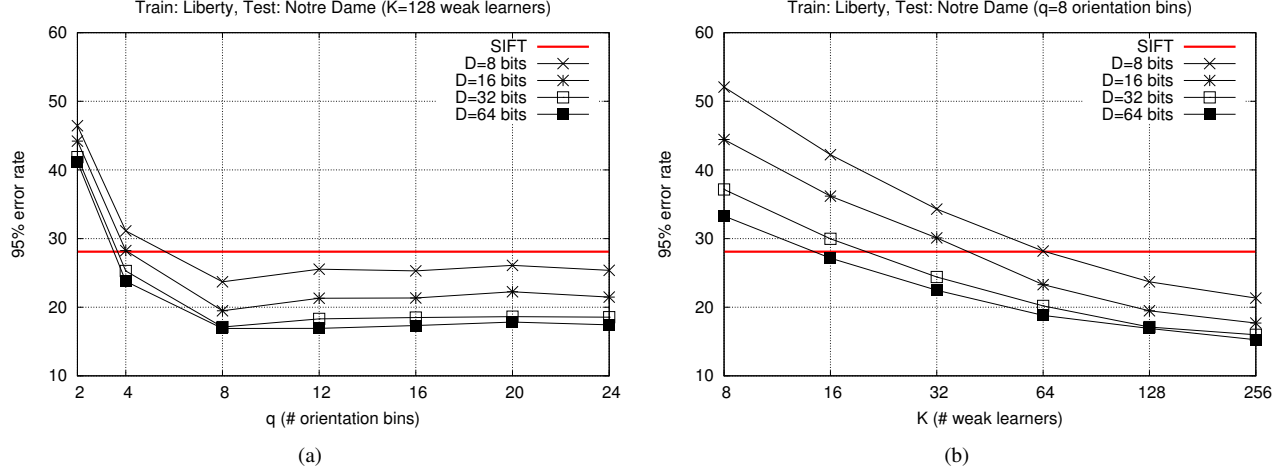 Train: Liberty, Test: Notre Dame (K=128 weak learners)
60
50
40
30
20
10
95% error rate
SIFT
D=8 bits
D=16 bits
D=32 bits
D=64 bits
2 4 8 12 16 20 24
q (# orientation bins)
(a)
Train: Liberty, Test: Notre Dame (q=8 orientation bins)
60
50
40
30
20
10
95% error rate
SIFT
D=8 bits
D=16 bits
D=32 bits
D=64 bits
8 16 32 64 128 256
K (# weak learners)
(b)